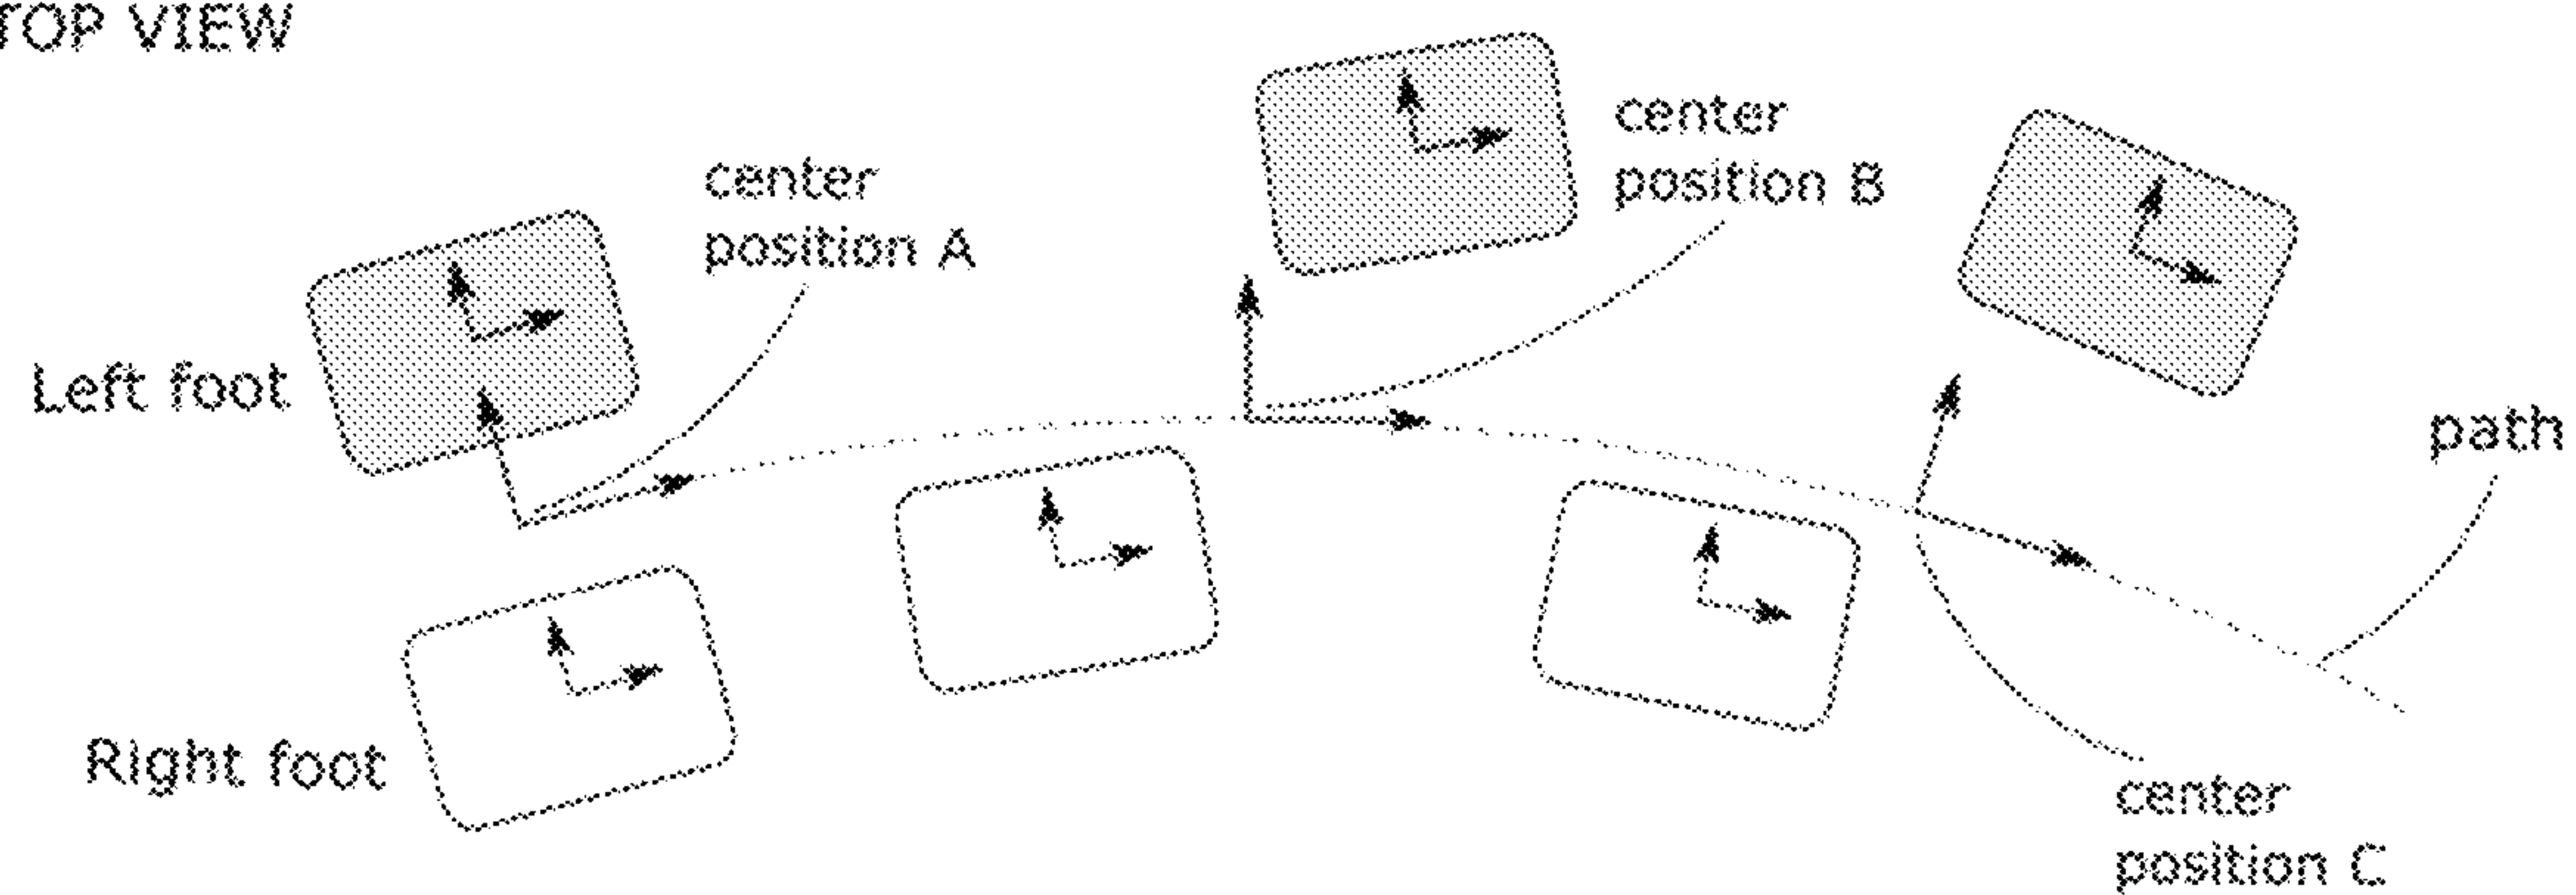 TOP VIEW
center
position A
center
position B
Left foot
path
Right foot
center
position C